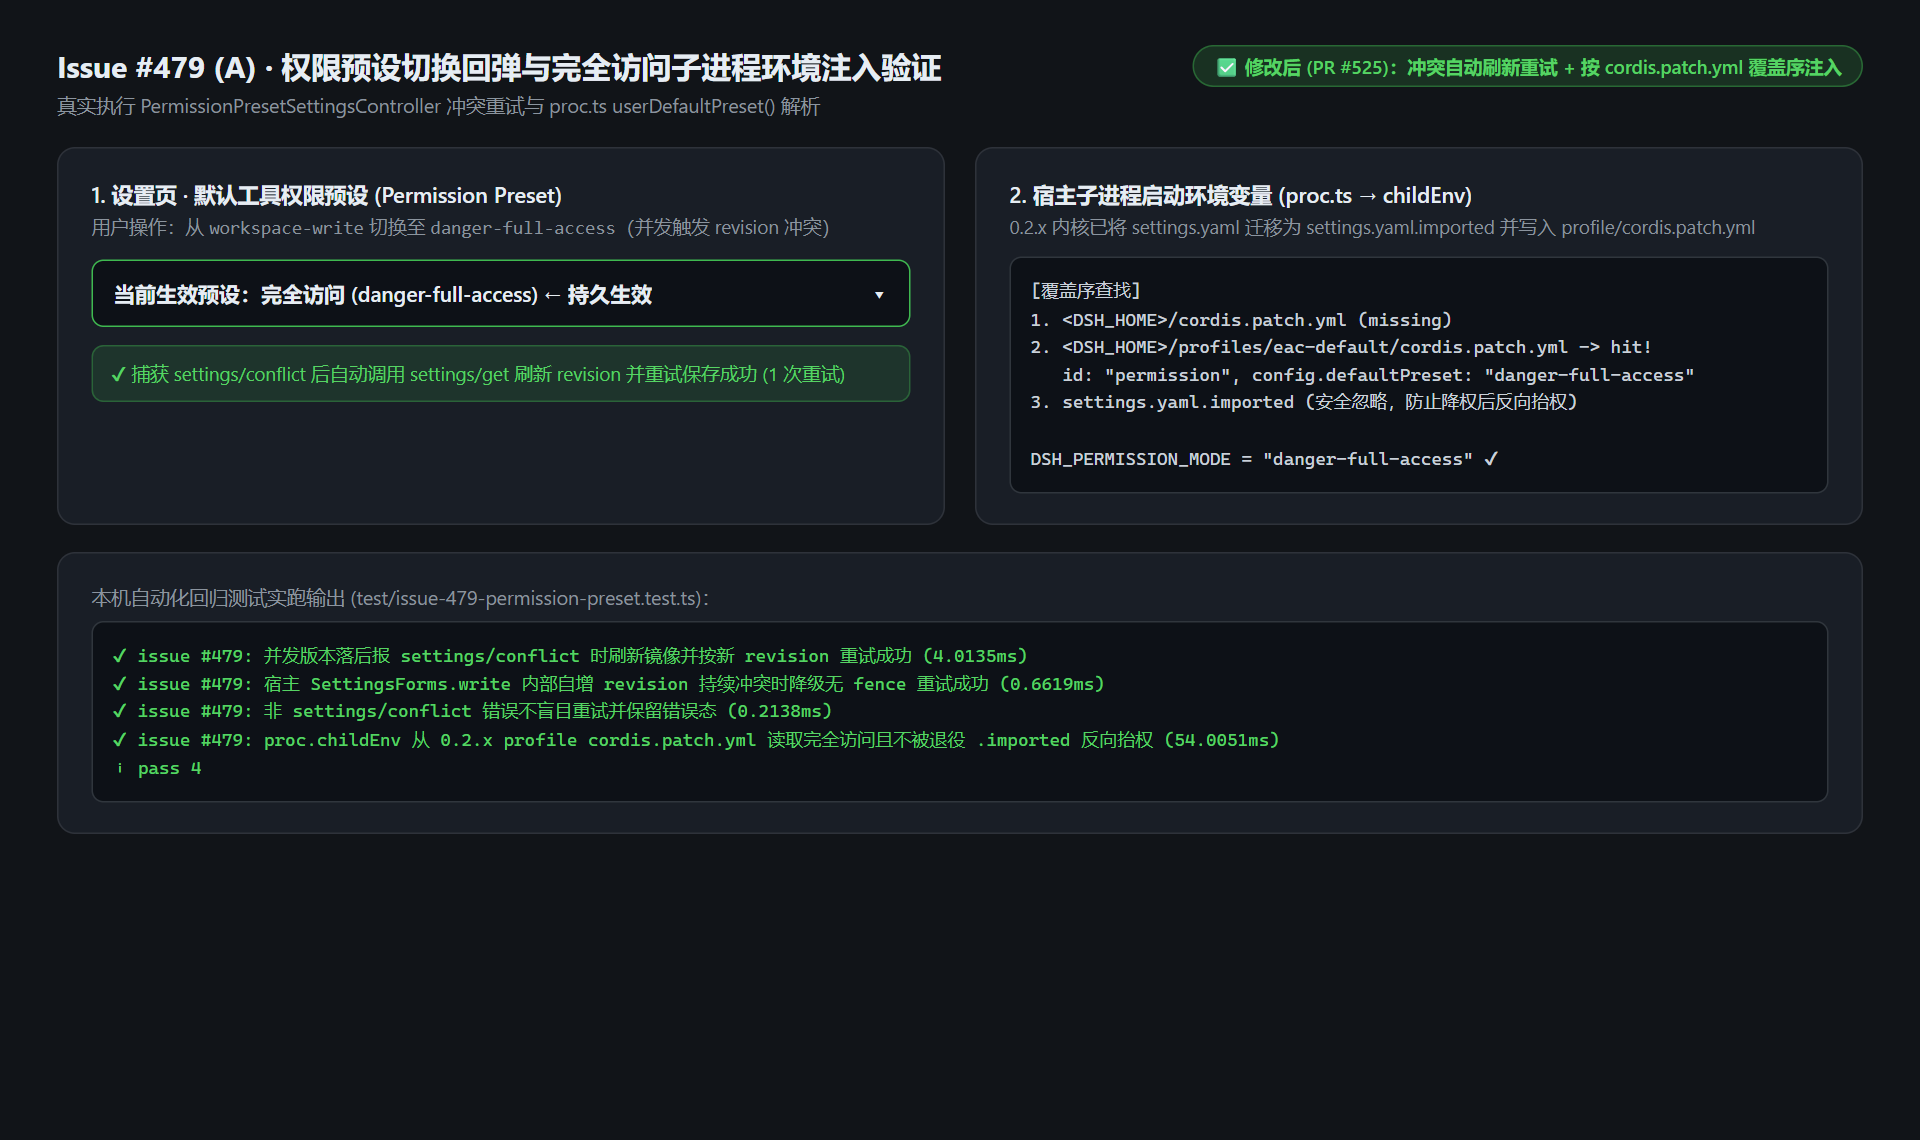 Issue #479 (A) · 权限预设切换回弹与完全访问子进程环境注入验证
✅ 修改后 (PR #525)：冲突自动刷新重试 + 按 cordis.patch.yml 覆盖序注入
真实执行 PermissionPresetSettingsController 冲突重试与 proc.ts userDefaultPreset() 解析
1. 设置页 · 默认工具权限预设 (Permission Preset)
用户操作：从 workspace-write 切换至 danger-full-access（并发触发 revision 冲突）
当前生效预设：完全访问 (danger-full-access) ← 持久生效 ▼
✓ 捕获 settings/conflict 后自动调用 settings/get 刷新 revision 并重试保存成功 (1 次重试)
2. 宿主子进程启动环境变量 (proc.ts → childEnv)
0.2.x 内核已将 settings.yaml 迁移为 settings.yaml.imported 并写入 profile/cordis.patch.yml
[覆盖序查找]
1. <DSH_HOME>/cordis.patch.yml (missing)
2. <DSH_HOME>/profiles/eac-default/cordis.patch.yml -> hit!
id: "permission", config.defaultPreset: "danger-full-access"
3. settings.yaml.imported (安全忽略，防止降权后反向抬权)
DSH_PERMISSION_MODE = "danger-full-access" ✓
本机自动化回归测试实跑输出 (test/issue-479-permission-preset.test.ts)：
✓ issue #479: 并发版本落后报 settings/conflict 时刷新镜像并按新 revision 重试成功 (4.0135ms)
✓ issue #479: 宿主 SettingsForms.write 内部自增 revision 持续冲突时降级无 fence 重试成功 (0.6619ms)
✓ issue #479: 非 settings/conflict 错误不盲目重试并保留错误态 (0.2138ms)
✓ issue #479: proc.childEnv 从 0.2.x profile cordis.patch.yml 读取完全访问且不被退役 .imported 反向抬权 (54.0051ms)
ℹ pass 4